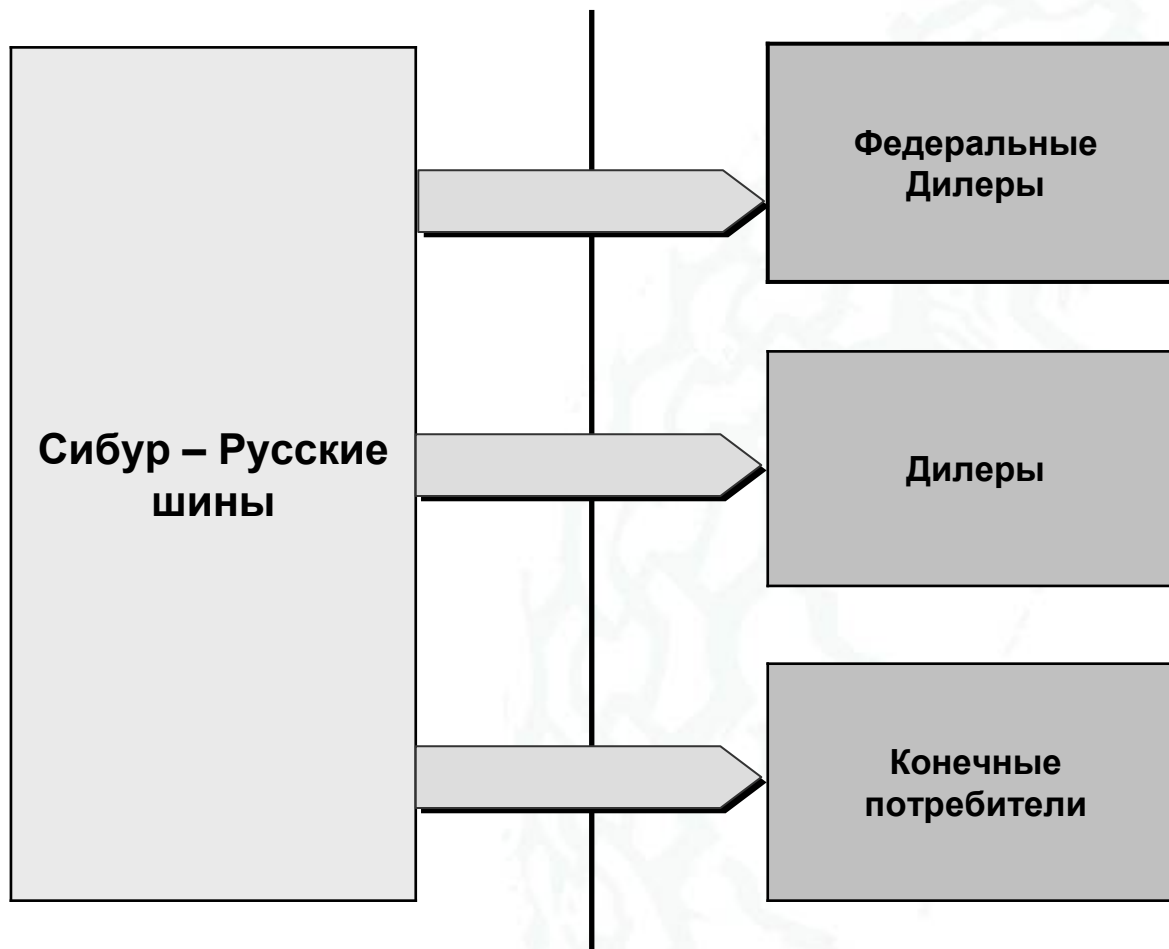 Федеральные
Дилеры
Сибур – Русские
шины
Дилеры
Конечные
потребители